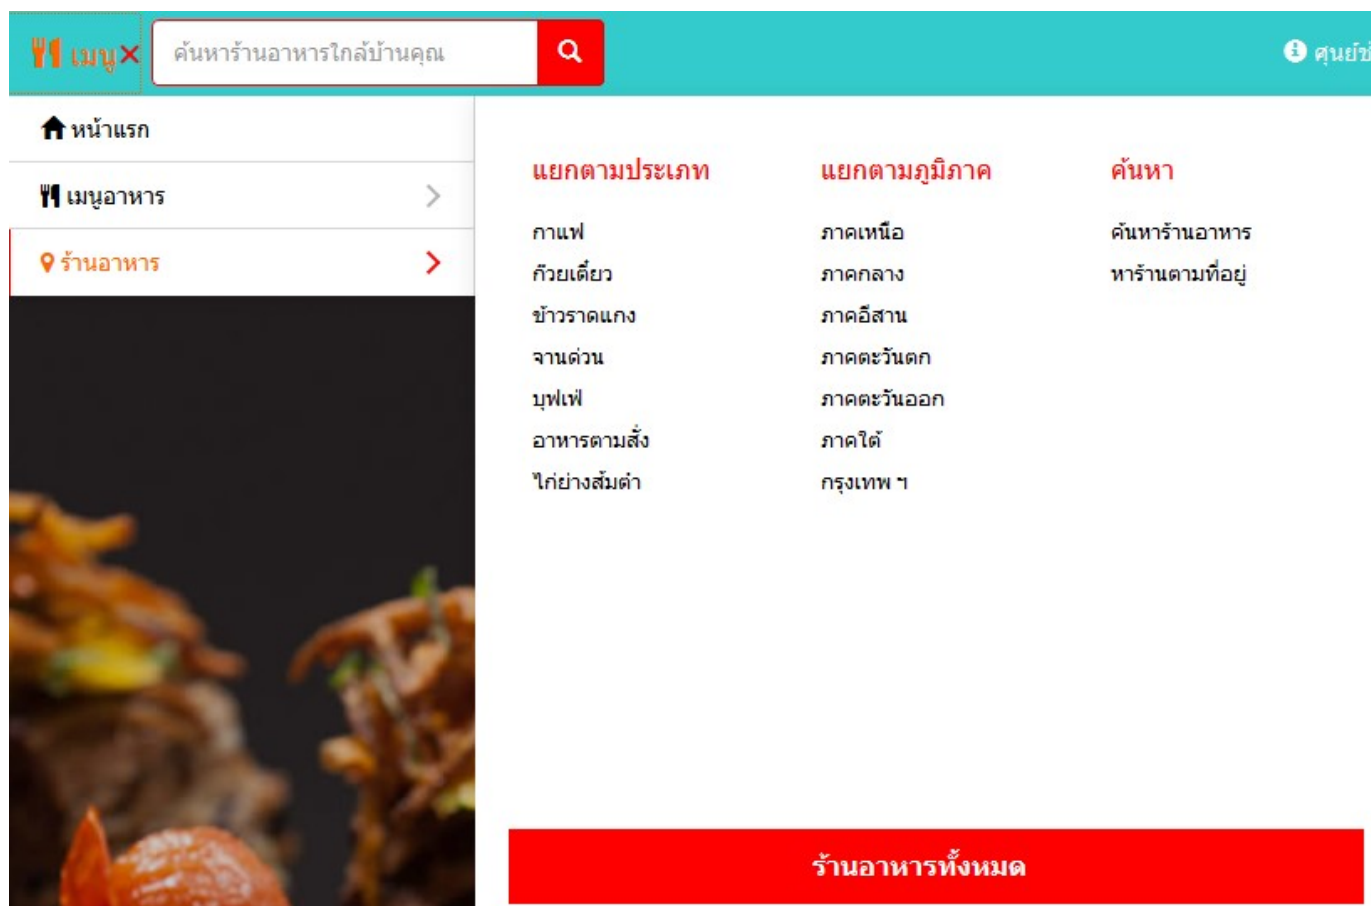 เมนู
ค้นหาร้านอาหารใกล้บ้านคุณ
หน้าแรก
เมนูอาหาร
ร้านอาหาร
แยกตามประเภท
กาแฟ
ก๊วยเตี๋ยว
ข้าวราดแกง
จานด่วน
บุฟเฟ่
อาหารตามสั่ง
ไก่ย่างส้มตำ
แยกตามภูมิภาค
ภาคเหนือ
ภาคกลาง
ภาคอีสาน
ภาคตะวันตก
ภาคตะวันออก
ภาคใต้
กรุงเทพ ฯ
ค้นหา
ค้นหาร้านอาหาร
หาร้านตามที่อยู่
ร้านอาหารทั้งหมด